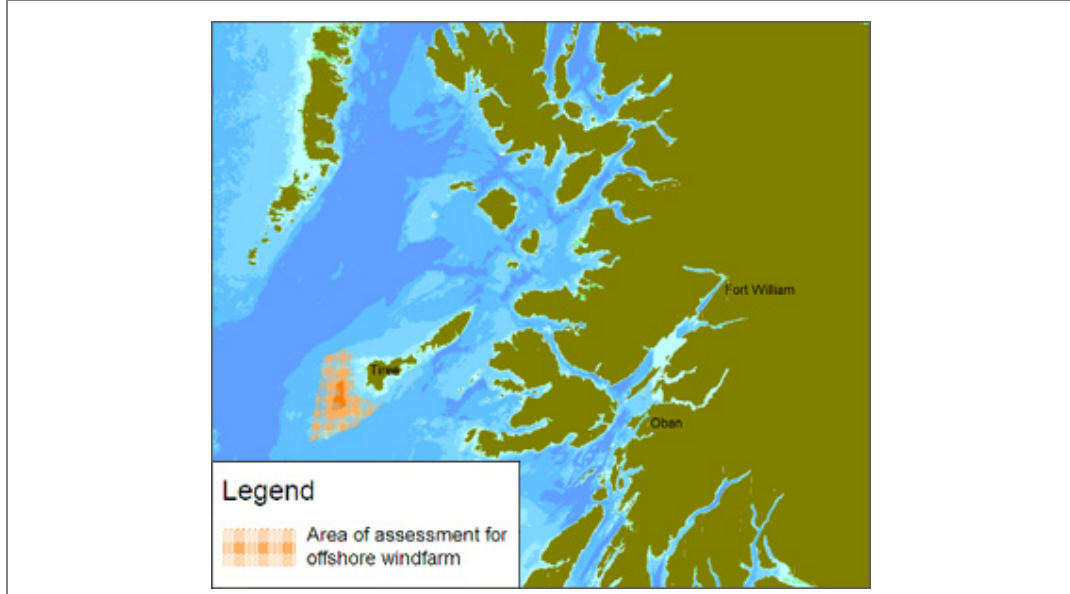 Fort William
Tiree
Oban
Legend
Area of assessment for
offshore windfarm